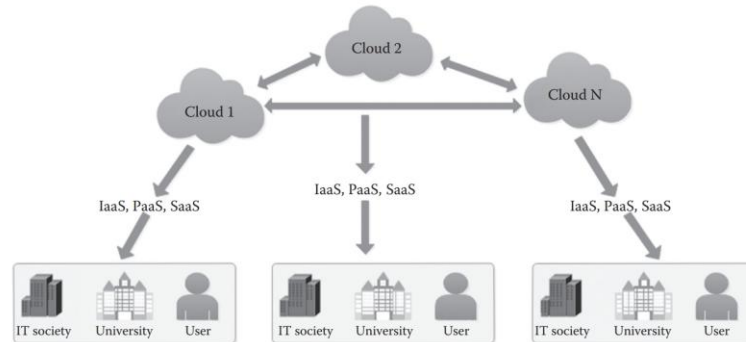 Cloud 2
Cloud 1
Cloud N
IaaS, PaaS, SaaS
IaaS, PaaS, SaaS
IaaS, PaaS, SaaS
IT society University User
IT society University User
IT society University User